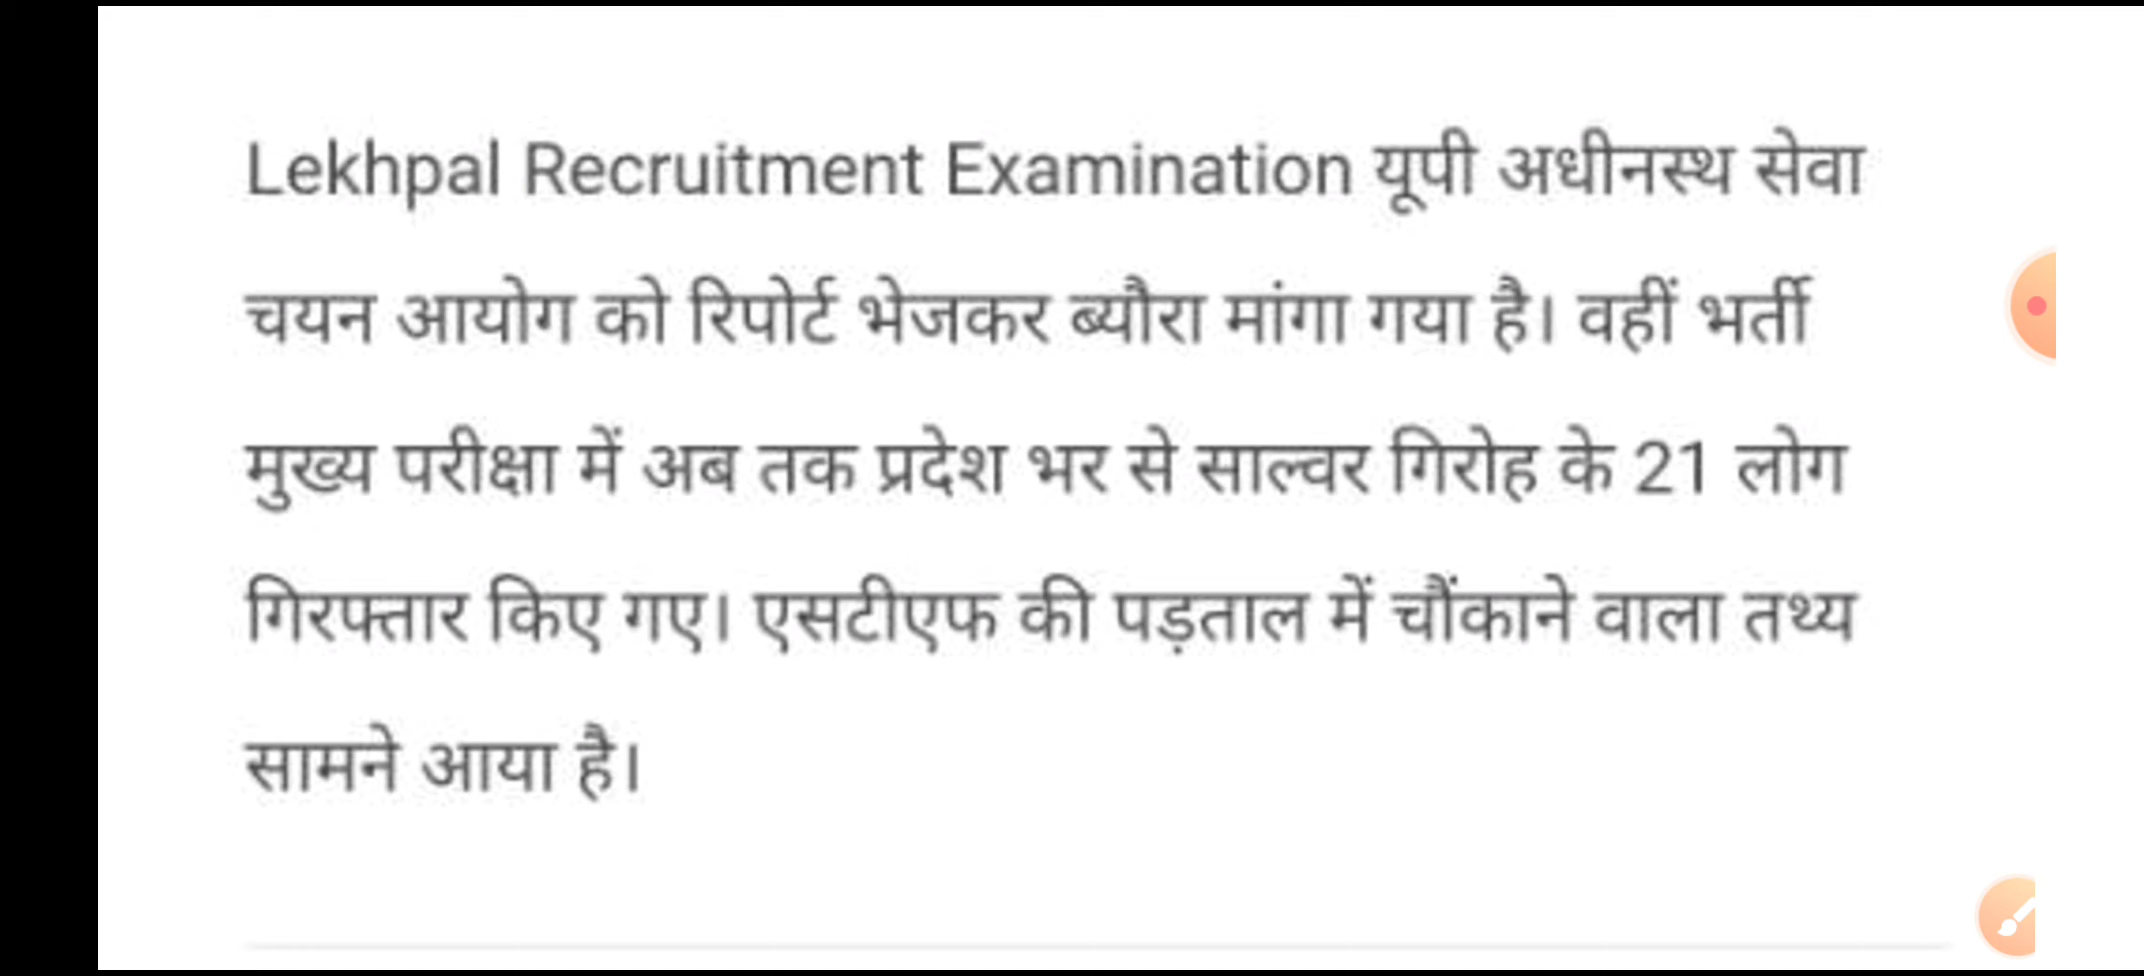 Lekhpal Recruitment Examination यूपी अधीनस्थ सेवा
चयन आयोग को रिपोर्ट भेजकर ब्यौरा मांगा गया है। वहीं भर्ती
मुख्य परीक्षा में अब तक प्रदेश भर से साल्वर गिरोह के 21 लोग
गिरफ्तार किए गए। एसटीएफ की पड़ताल में चौंकाने वाला तथ्य
सामने आया है।